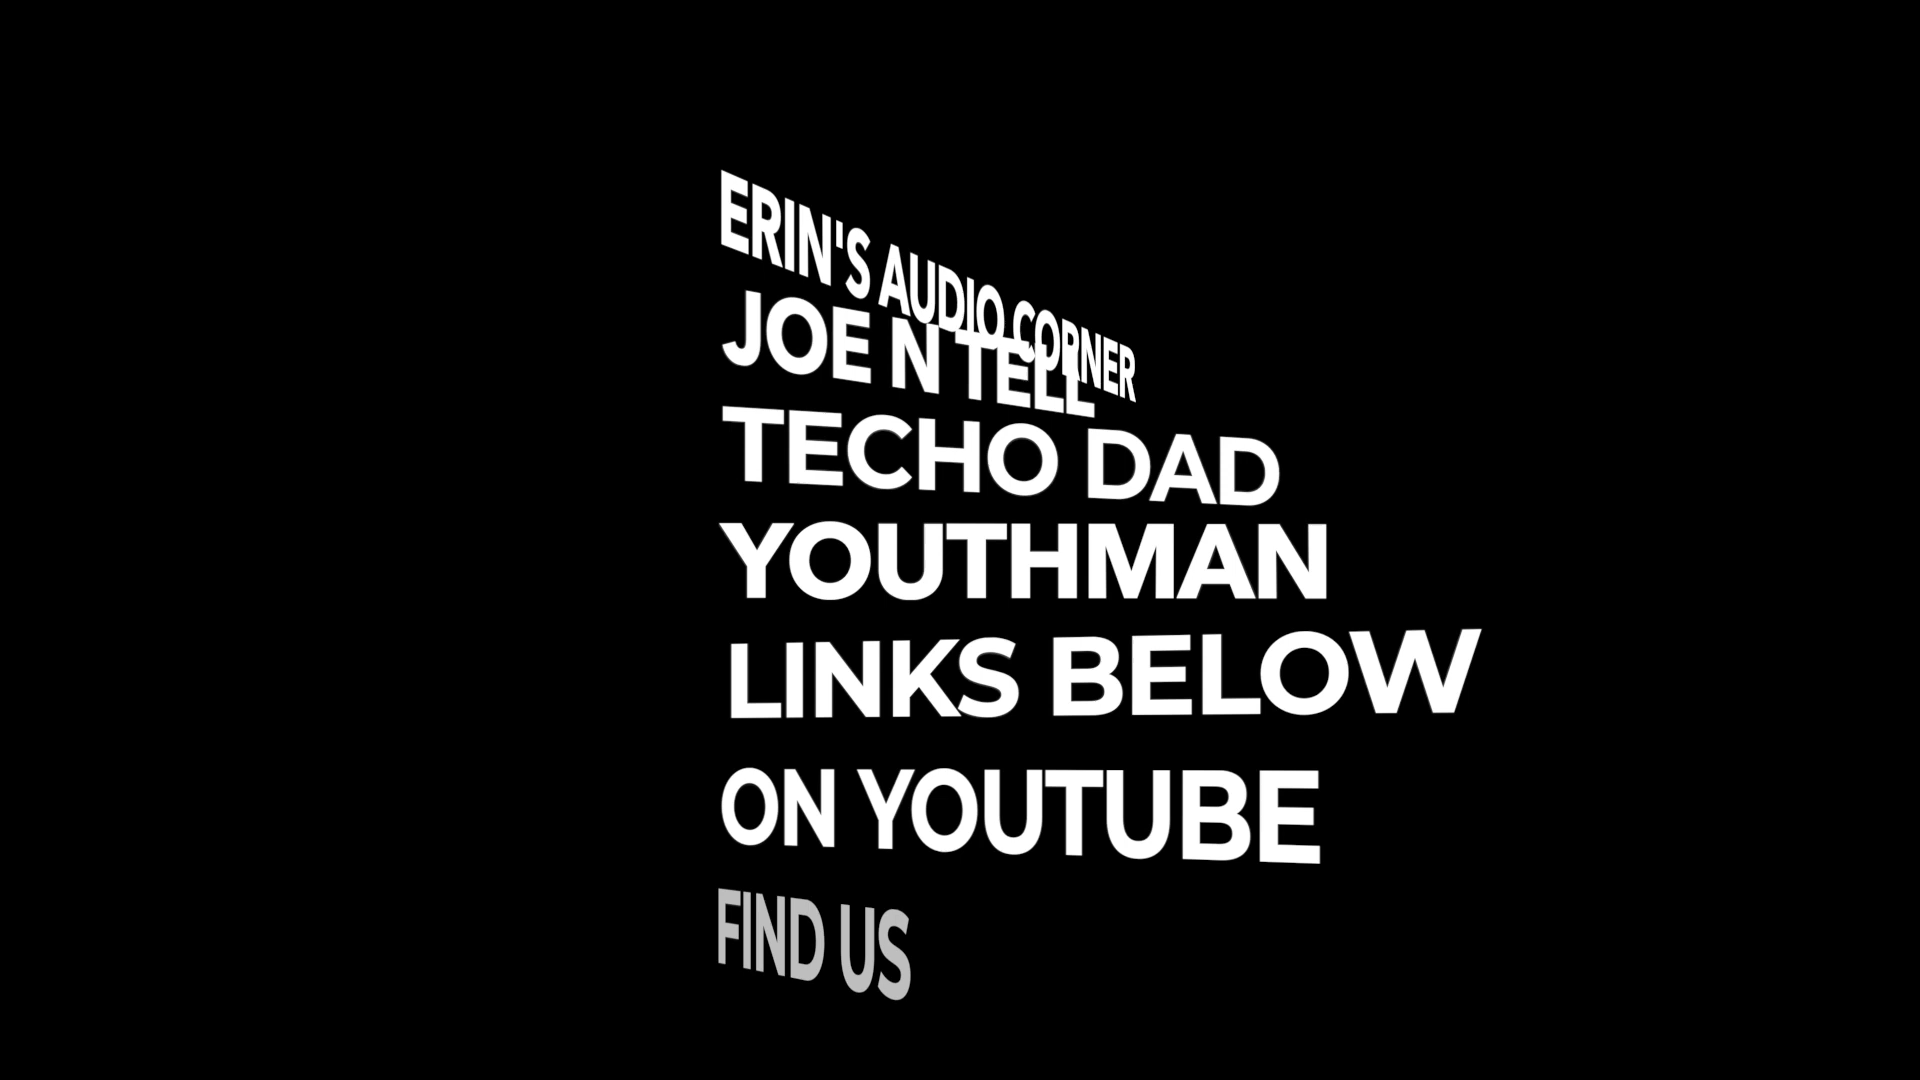 ERIN'S AUDIO CORNER
JOE N TELL
TECHO DAD
YOUTHMAN
LINKS BELOW
ON YOUTUBE
FIND US